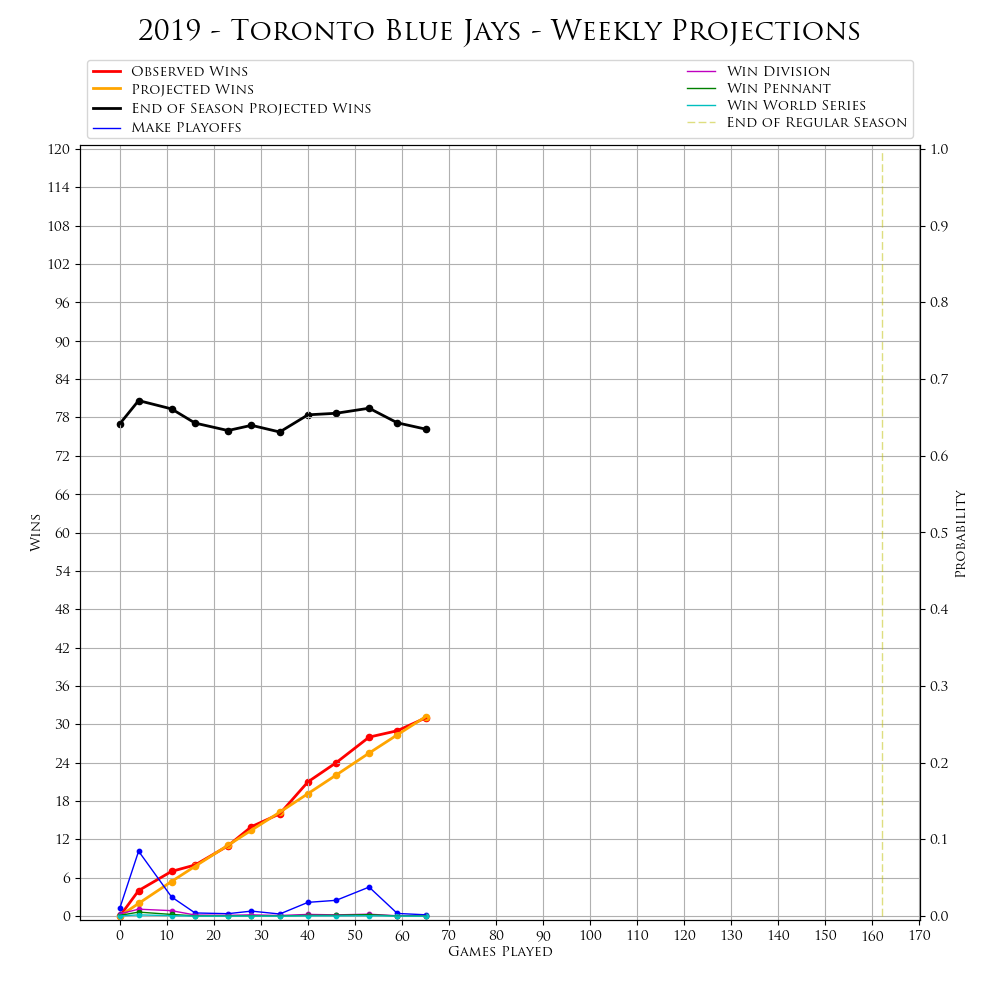 2019 - Toronto Blue Jays - Weekly Projections
Observed Wins
Projected Wins
End of Season Projected Wins
Make Playoffs
Win Division
Win Pennant
Win World Series
End of Regular Season
120
114
108
102
96
90
84
78
72
66
60
54
48
42
36
30
24
18
12
6
0
Wins
1.0
0.9
0.8
0.7
0.6
0.5
0.4
0.3
0.2
0.1
0.0
Probability
0 10 20 30 40 50 60 70 80 90 100 110 120 130 140 150 160 170
Games Played